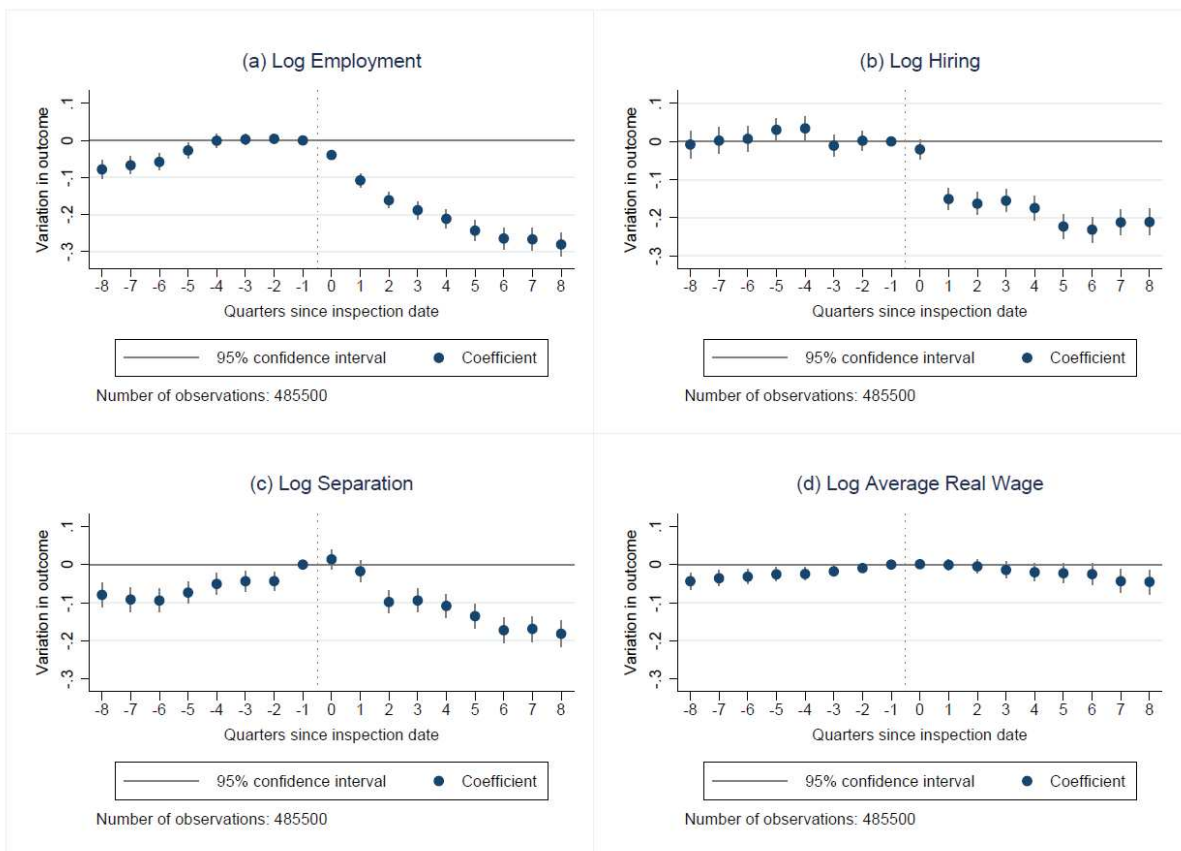 (a) Log Employment
Variation in outcome
.1
0
-.1
-.2
-.3
-8 -7 -6 -5 -4 -3 -2 -1 0 1 2 3 4 5 6 7 8
Quarters since inspection date
95% confidence interval Coefficient
Number of observations: 485500
(b) Log Hiring
Variation in outcome
.1
0
-.1
-.2
-.3
-8 -7 -6 -5 -4 -3 -2 -1 0 1 2 3 4 5 6 7 8
Quarters since inspection date
95% confidence interval Coefficient
Number of observations: 485500
(c) Log Separation
Variation in outcome
.1
0
-.1
-.2
-.3
-8 -7 -6 -5 -4 -3 -2 -1 0 1 2 3 4 5 6 7 8
Quarters since inspection date
95% confidence interval Coefficient
Number of observations: 485500
(d) Log Average Real Wage
Variation in outcome
.1
0
-.1
-.2
-.3
-8 -7 -6 -5 -4 -3 -2 -1 0 1 2 3 4 5 6 7 8
Quarters since inspection date
95% confidence interval Coefficient
Number of observations: 485500